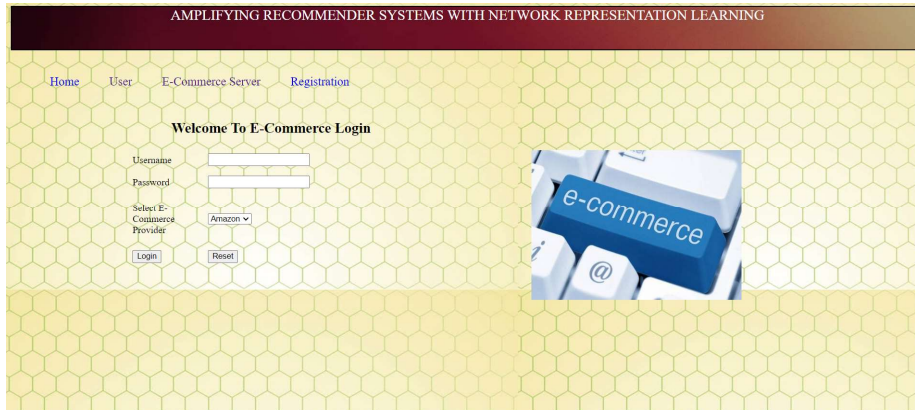 AMPLIFYING RECOMMENDER SYSTEMS WITH NETWORK REPRESENTATION LEARNING
Home User E-Commerce Server Registration
Welcome To E-Commerce Login
Username
Password
Select E-
Commerce
Provider
Amazon
Login Reset
e-commerce
i
@